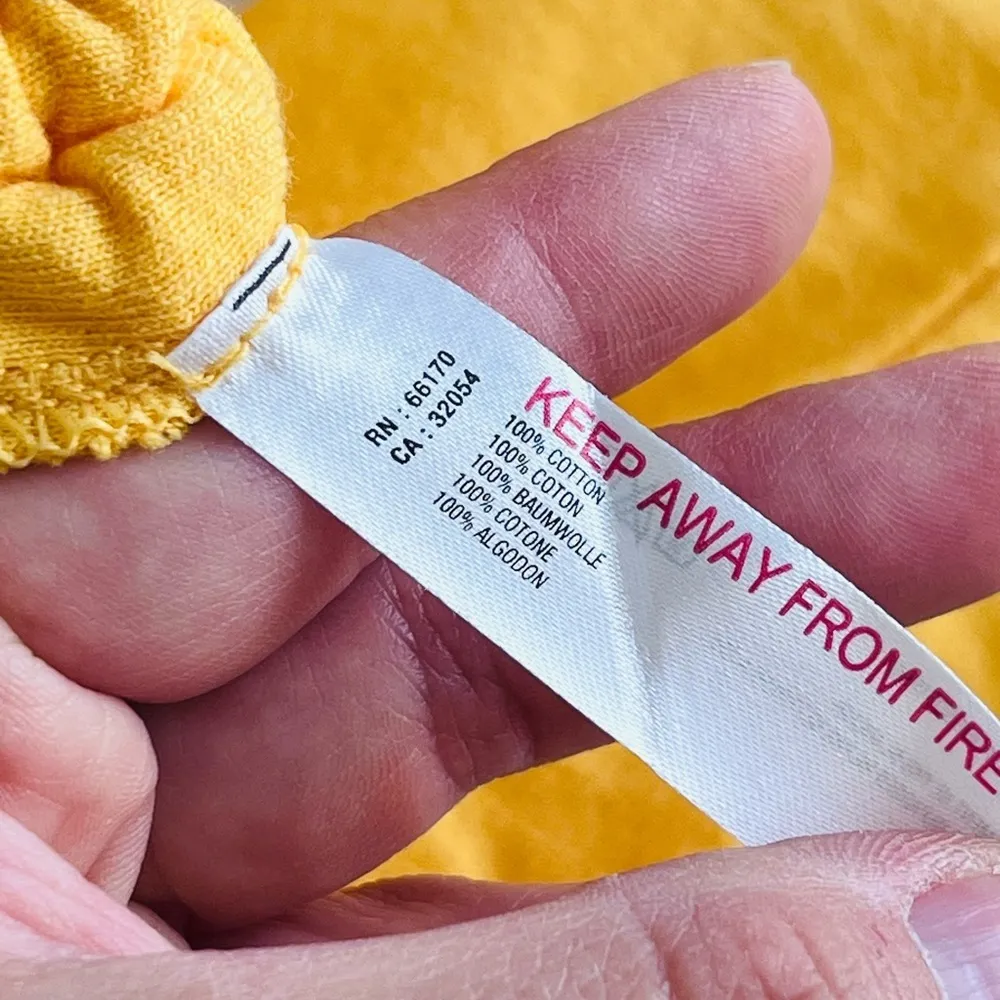 RN : 66170
CA : 32054
100% COTTON
100% COTON
100% BAUMWOLLE
100% COTONE
100% ALGODON
KEEP AWAY FROM FIRE